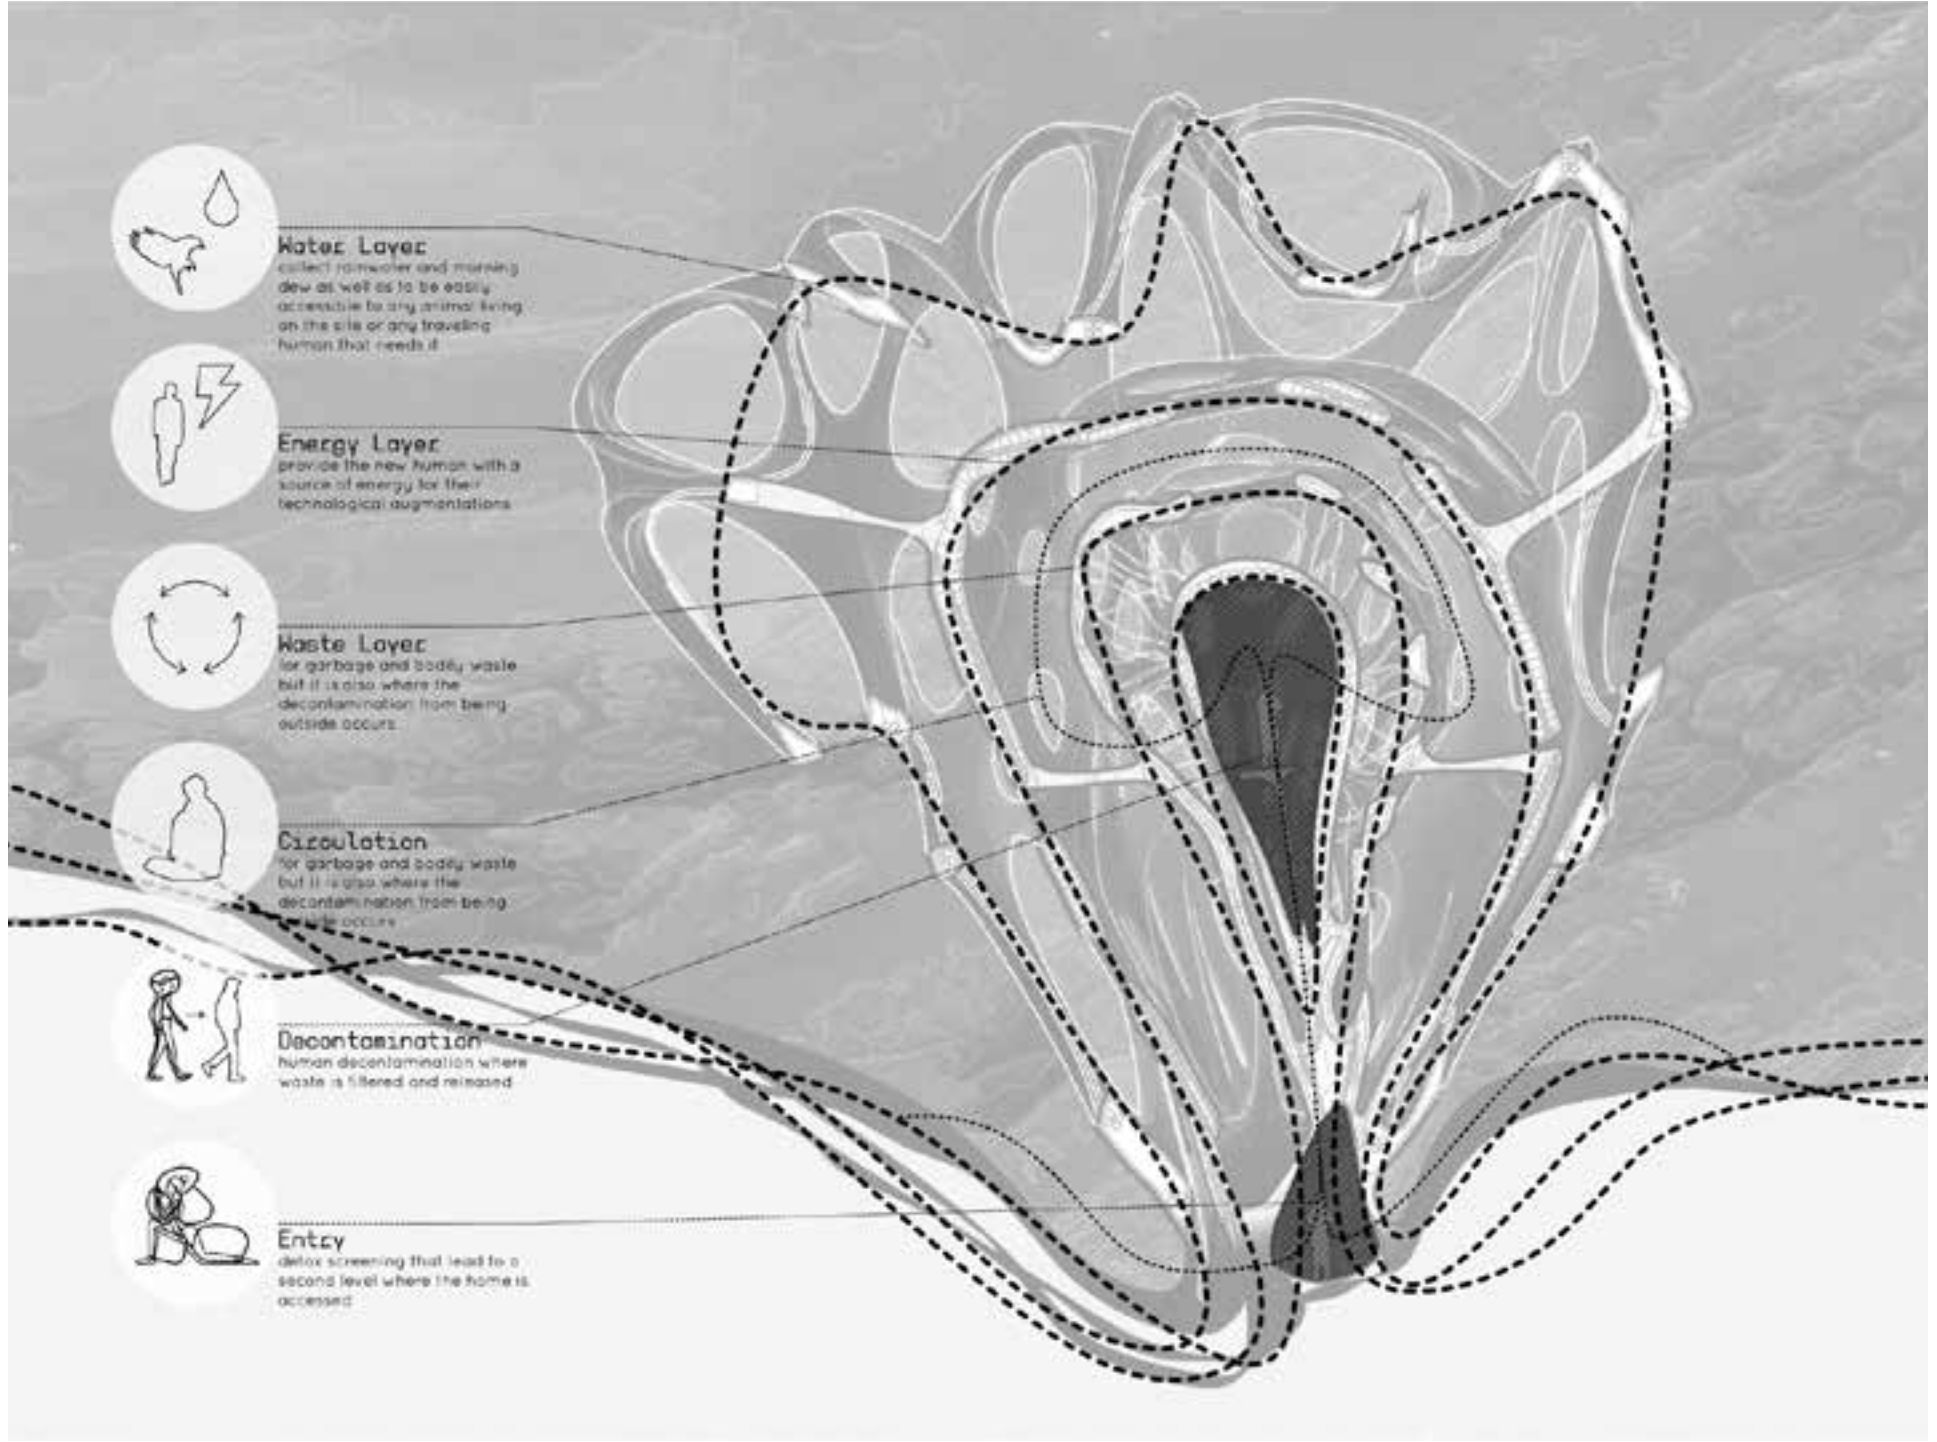 Water Layer
collect rainwater and morning
dew as well as to be easily
accessible to any animal living
on the site or any traveling
human that needs it
Energy Layer
provide the new human with a
source of energy for their
technological augmentations
Waste Layer
for garbage and bodily waste
but it is also where the
decontamination from being
outside occurs
Circulation
for garbage and bodily waste
but it is also where the
decontamination from being
outside occurs
Decontamination
human decontamination where
waste is filtered and released
Entry
detox screening that lead to a
second level where the home is
accessed